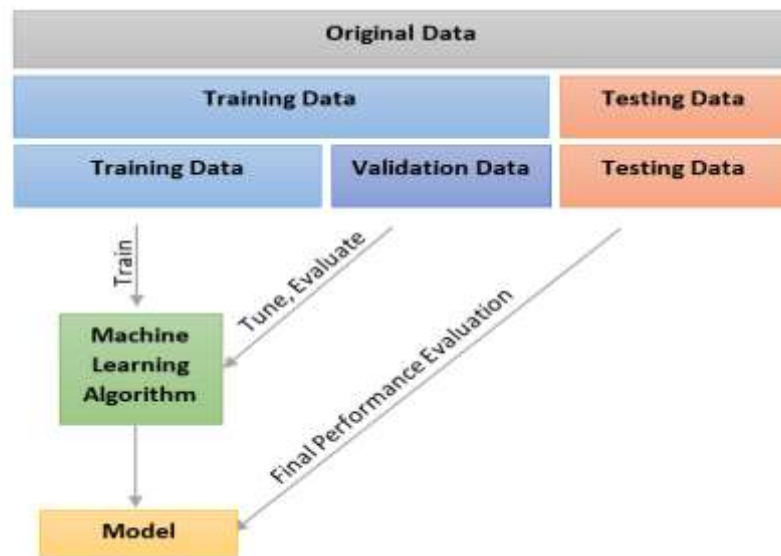 Original Data
Training Data
Testing Data
Training Data
Validation Data
Testing Data
Train
Tune, Evaluate
Final Performance Evaluation
Machine
Learning
Algorithm
Model